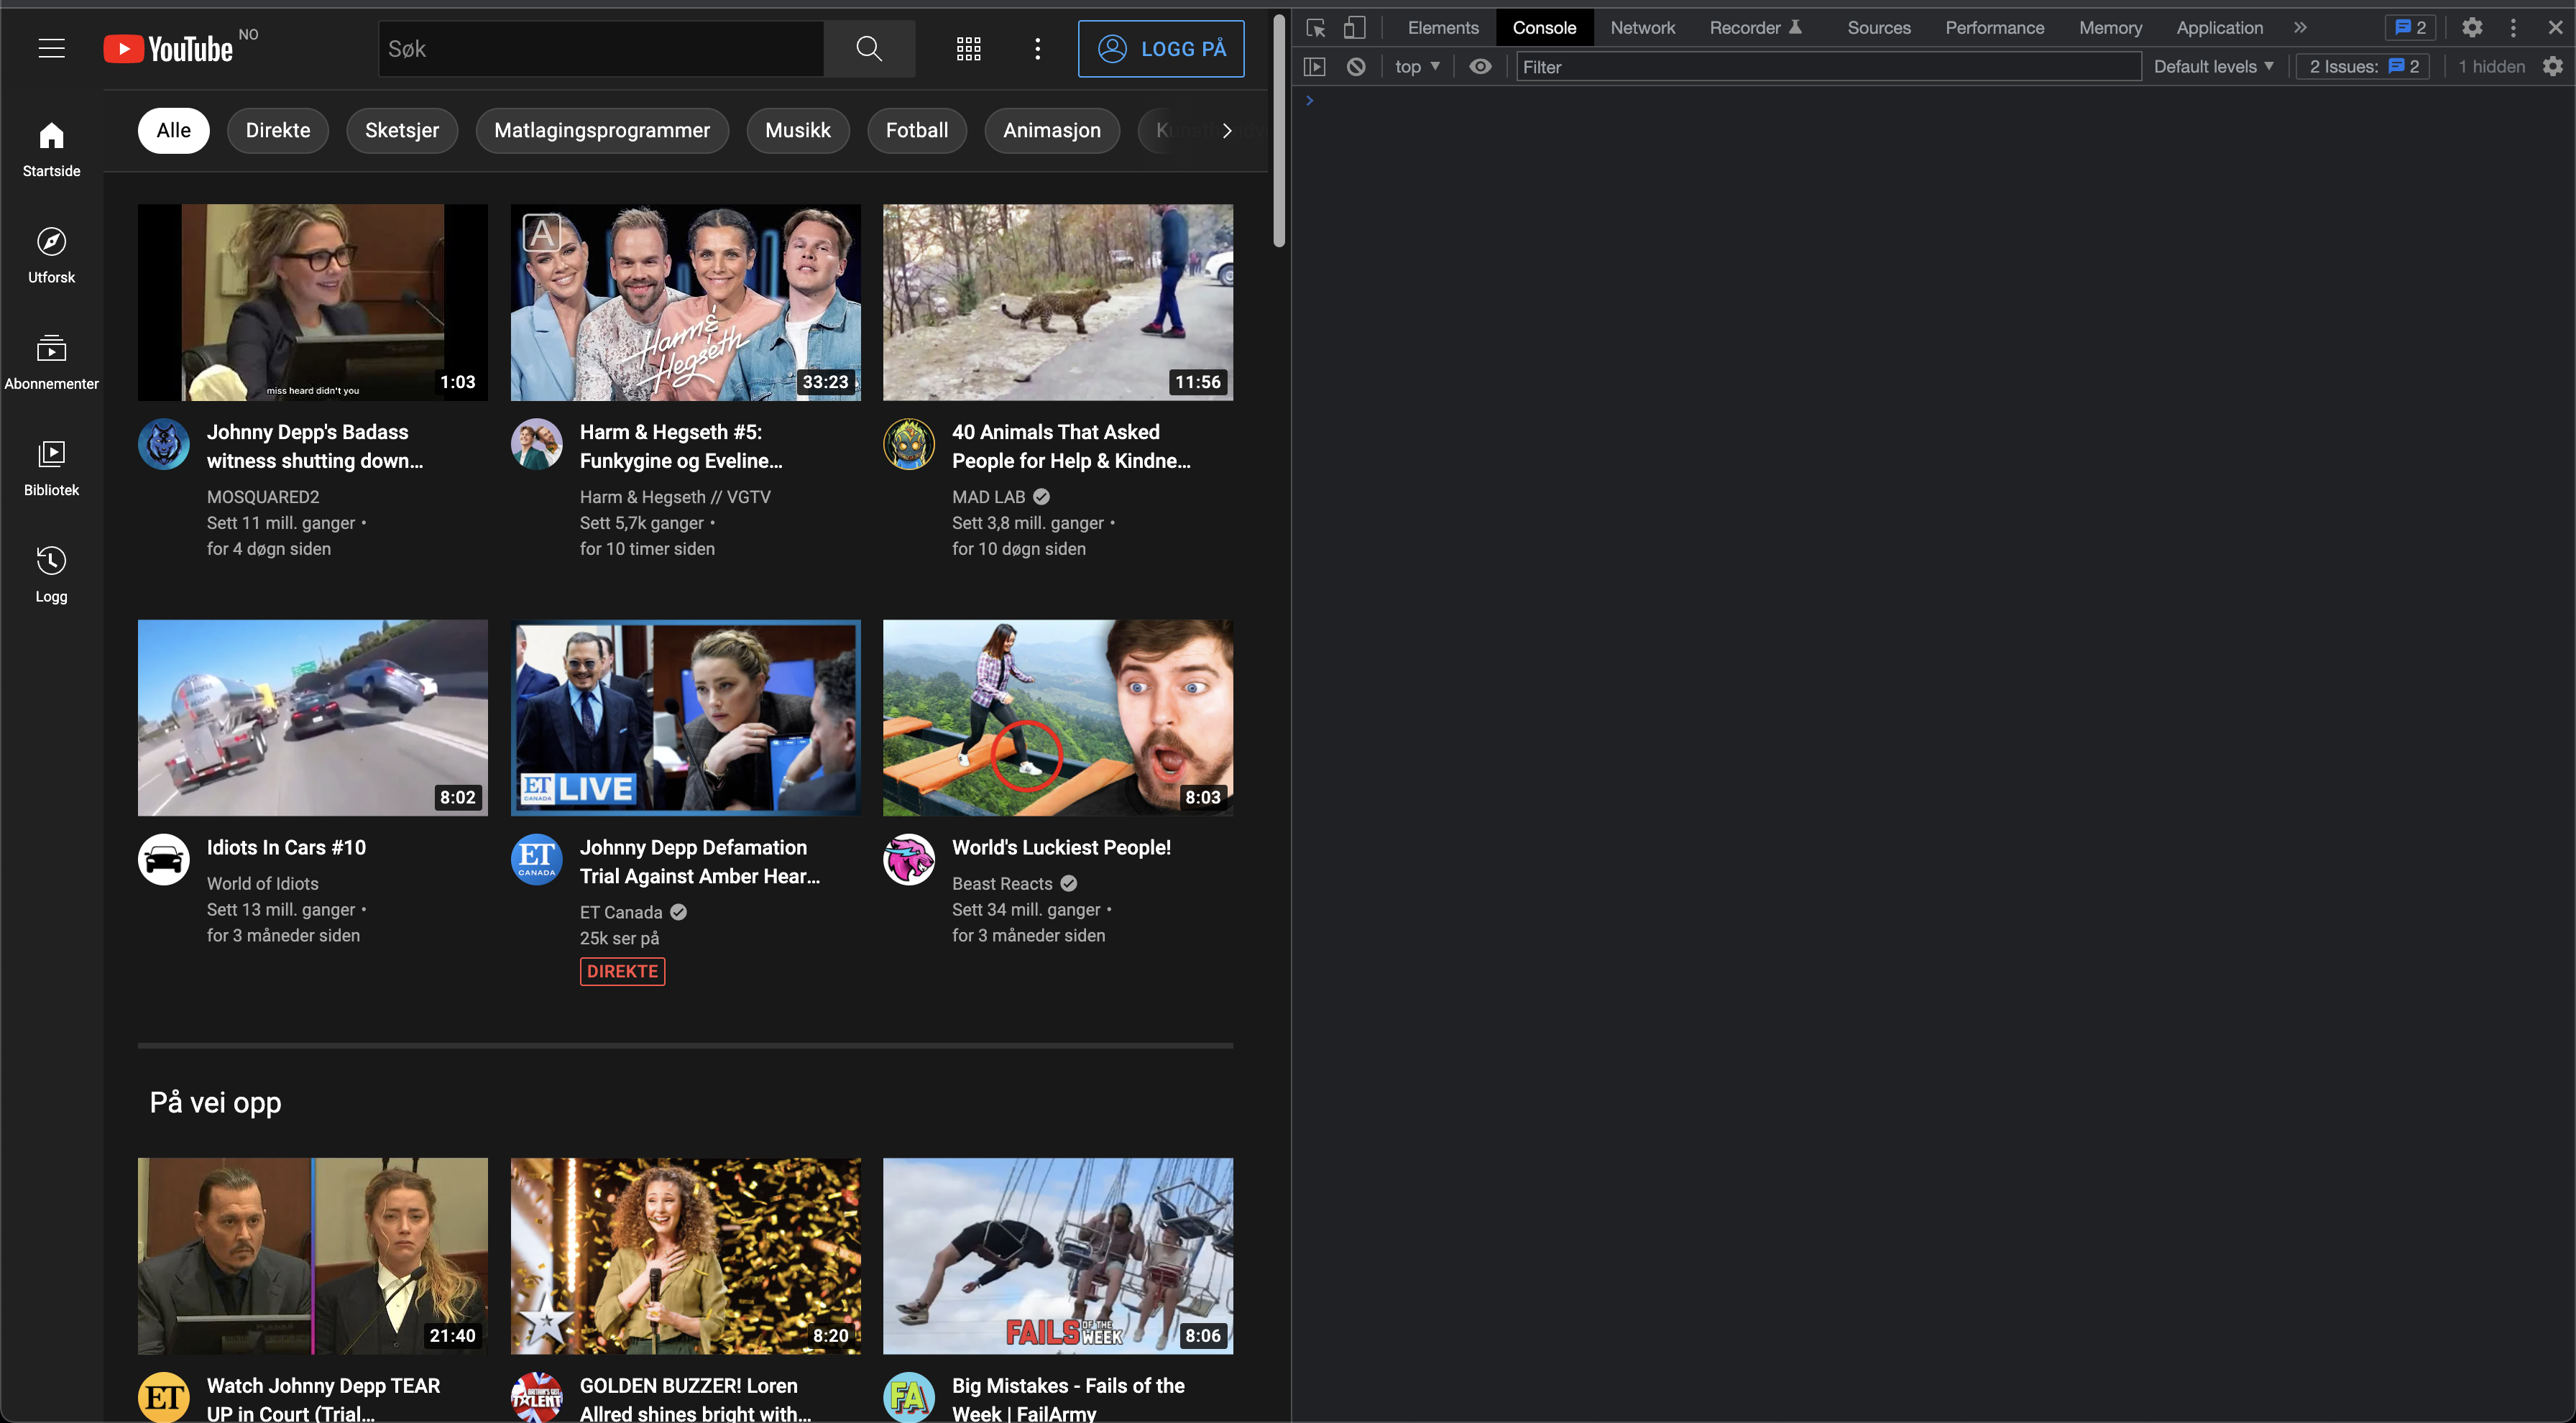 YouTube NO
Søk
LOGG PÅ
Alle
Direkte
Sketsjer
Matlagingsprogrammer
Musikk
Fotball
Animasjon
Startside
Utforsk
Abonnementer
Bibliotek
Logg
miss heard didn't you
1:03
Johnny Depp's Badass
witness shutting down...
MOSQUARED2
Sett 11 mill. ganger •
for 4 døgn siden
A
Harm &
Hegseth
33:23
Harm & Hegseth #5:
Funkygine og Eveline...
Harm & Hegseth // VGTV
Sett 5,7k ganger •
for 10 timer siden
11:56
40 Animals That Asked
People for Help & Kindne...
MAD LAB
Sett 3,8 mill. ganger •
for 10 døgn siden
8:02
Idiots In Cars #10
World of Idiots
Sett 13 mill. ganger •
for 3 måneder siden
ET
CANADA
LIVE
ET
CANADA
Johnny Depp Defamation
Trial Against Amber Hear...
ET Canada
25k ser på
DIREKTE
8:03
World's Luckiest People!
Beast Reacts
Sett 34 mill. ganger •
for 3 måneder siden
På vei opp
21:40
ET
Watch Johnny Depp TEAR
UP in Court (Trial...
8:20
TALENT
GOLDEN BUZZER! Loren
Allred shines bright with...
FAILS OF THE WEEK
8:06
FA
Big Mistakes - Fails of the
Week | FailArmy
Elements
Console
Network
Recorder
Sources
Performance
Memory
Application
2
top
Filter
Default levels
2 Issues: 2
1 hidden